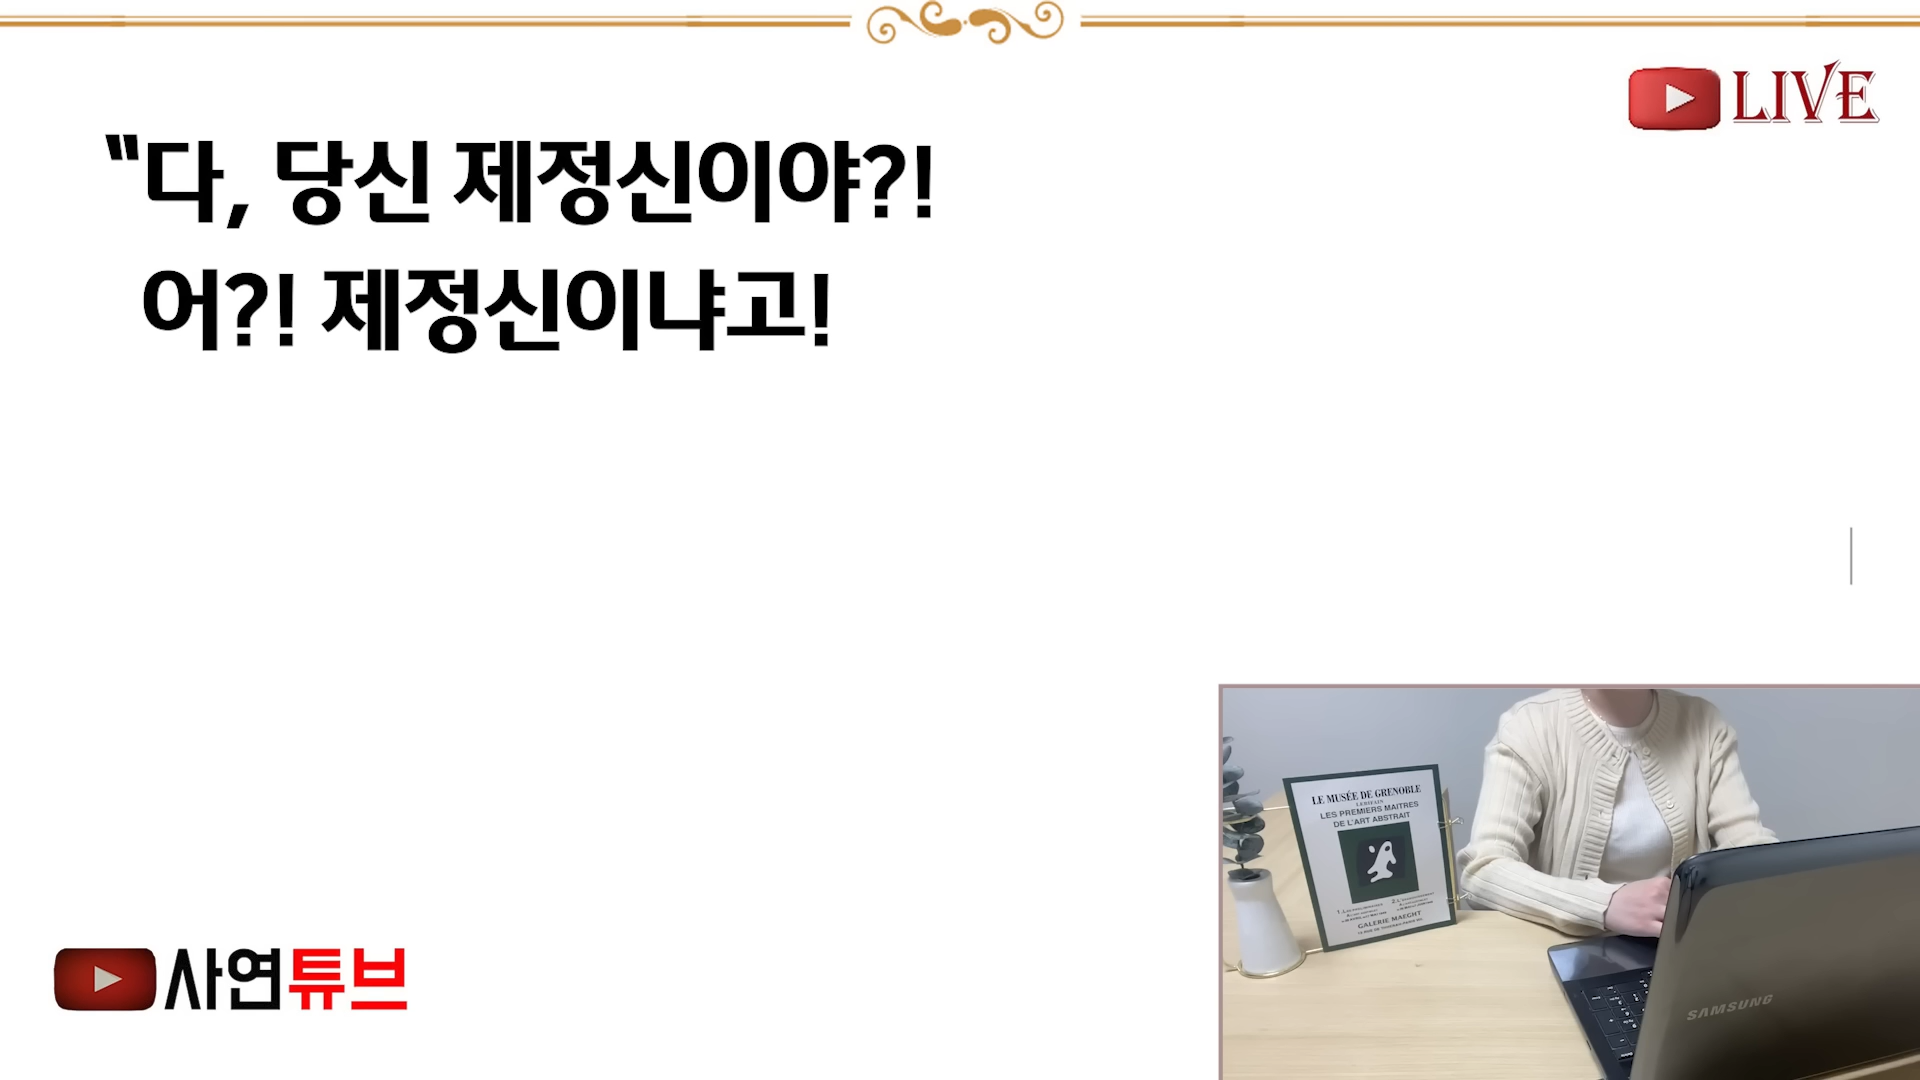 LIVE
"다, 당신 제정신이야?!
어?! 제정신이냐고!
LE MUSÉE DE GRENOBLE
LES PREMIERS MAITRES
DE L'ART ABSTRAIT
GALERIE MAEGHT
SAMSUNG
사연튜브